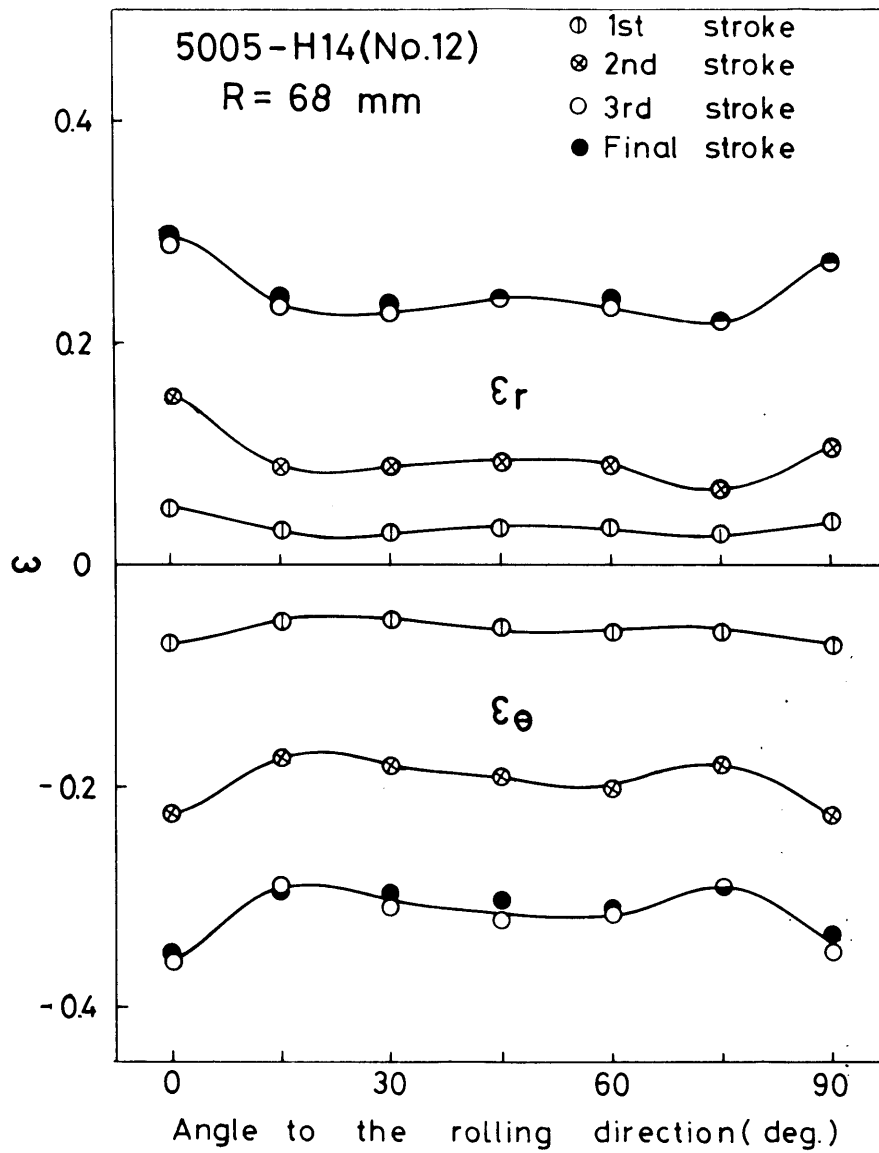 5005-H14(No.12)
R = 68 mm
1st stroke
2nd stroke
3rd stroke
Final stroke
0.4
0.2
0
-0.2
-0.4
ε
εr
εθ
0 30 60 90
Angle to the rolling direction(deg.)